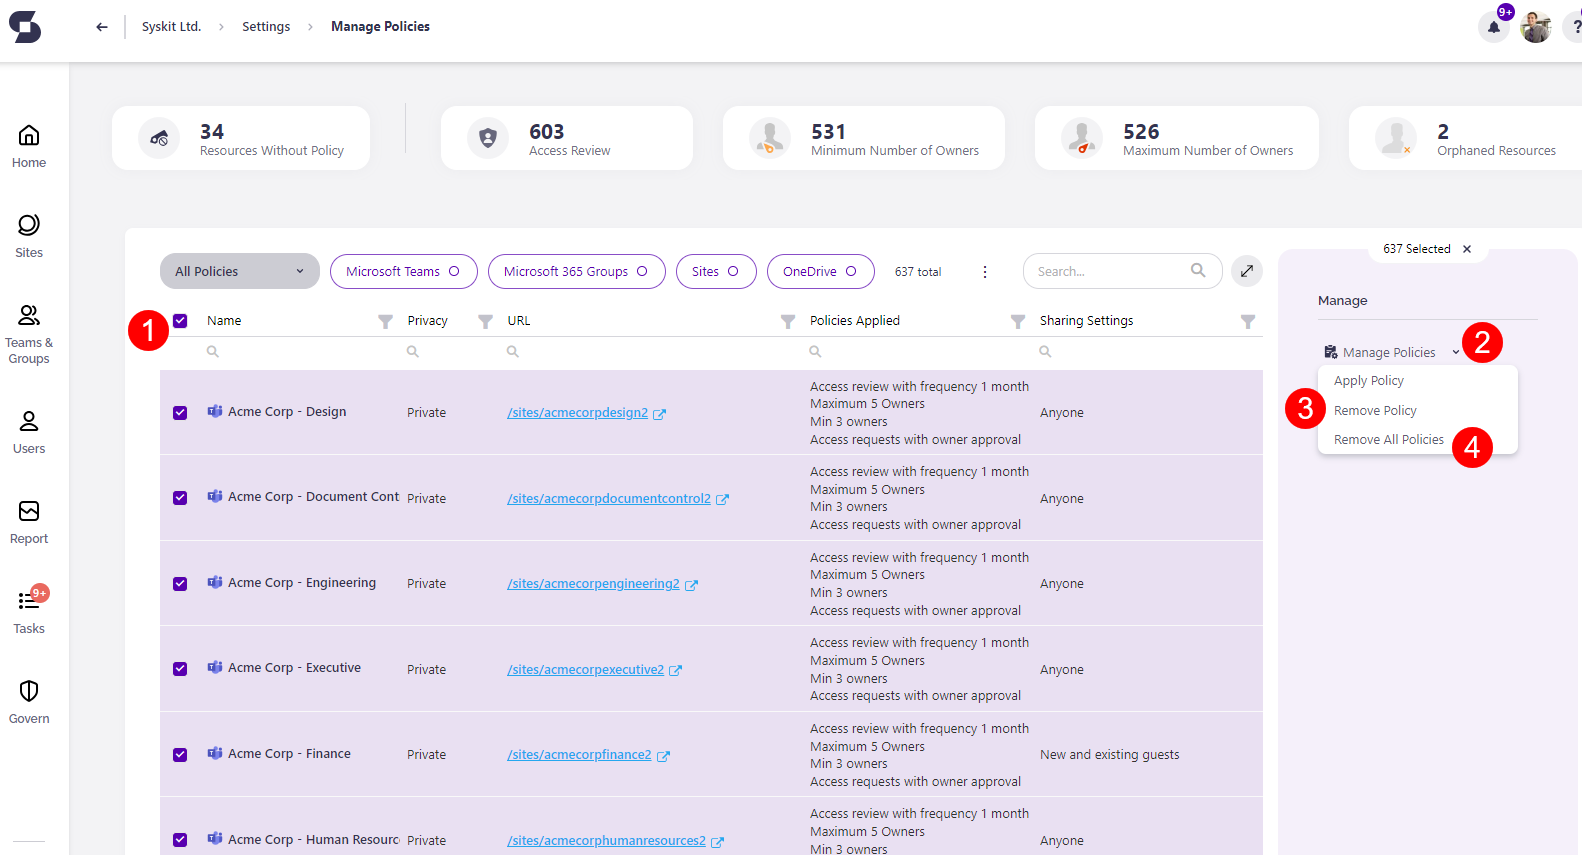 Syskit Ltd. > Settings > Manage Policies
9+
?
Home
Sites
Teams &
Groups
Users
Report
9+
Tasks
Govern
34
Resources Without Policy
603
Access Review
531
Minimum Number of Owners
526
Maximum Number of Owners
2
Orphaned Resources
All Policies
Microsoft Teams
Microsoft 365 Groups
Sites
OneDrive
637 total
Search...
1
Name
Privacy
URL
Policies Applied
Sharing Settings
Acme Corp - Design
Private
/sites/acmecorpdesign2
Access review with frequency 1 month
Maximum 5 Owners
Min 3 owners
Access requests with owner approval
Anyone
Acme Corp - Document Cont
Private
/sites/acmecorpdocumentcontrol2
Access review with frequency 1 month
Maximum 5 Owners
Min 3 owners
Access requests with owner approval
Anyone
Acme Corp - Engineering
Private
/sites/acmecorpengineering2
Access review with frequency 1 month
Maximum 5 Owners
Min 3 owners
Access requests with owner approval
Anyone
Acme Corp - Executive
Private
/sites/acmecorpexecutive2
Access review with frequency 1 month
Maximum 5 Owners
Min 3 owners
Access requests with owner approval
Anyone
Acme Corp - Finance
Private
/sites/acmecorpfinance2
Access review with frequency 1 month
Maximum 5 Owners
Min 3 owners
Access requests with owner approval
New and existing guests
Acme Corp - Human Resourc
Private
/sites/acmecorphumanresources2
Access review with frequency 1 month
Maximum 5 Owners
Min 3 owners
Anyone
637 Selected
Manage
Manage Policies
2
Apply Policy
3
Remove Policy
Remove All Policies
4